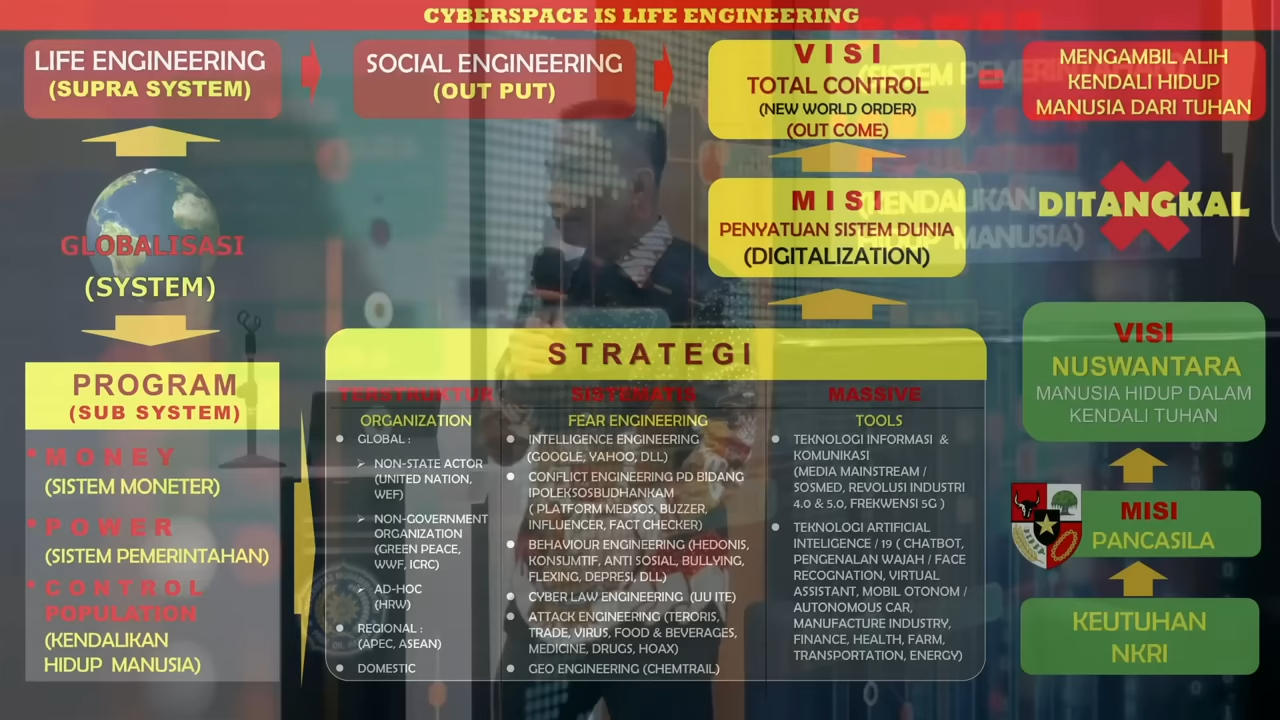 CYBERSPACE IS LIFE ENGINEERING
LIFE ENGINEERING
(SUPRA SYSTEM)
SOCIAL ENGINEERING
(OUT PUT)
V I S I
TOTAL CONTROL
(NEW WORLD ORDER)
(OUT COME)
=
MENGAMBIL ALIH
KENDALI HIDUP
MANUSIA DARI TUHAN
GLOBALISASI
(SYSTEM)
M I S I
PENYATUAN SISTEM DUNIA
(DIGITALIZATION)
DITANGKAL
PROGRAM
(SUB SYSTEM)
• M O N E Y
(SISTEM MONETER)
• P O W E R
(SISTEM PEMERINTAHAN)
• C O N T R O L
POPULATION
(KENDALIKAN
HIDUP MANUSIA)
S T R A T E G I
TERSTRUKTUR
ORGANIZATION
• GLOBAL :
➢ NON-STATE ACTOR
(UNITED NATION,
WEF)
➢ NON-GOVERNMENT
ORGANIZATION
(GREEN PEACE,
WWF, ICRC)
➢ AD-HOC
(HRW)
• REGIONAL :
(APEC, ASEAN)
• DOMESTIC
SISTEMATIS
FEAR ENGINEERING
• INTELLIGENCE ENGINEERING
(GOOGLE, YAHOO, DLL)
• CONFLICT ENGINEERING PD BIDANG
IPOLEKSOSBUDHANKAM
( PLATFORM MEDSOS, BUZZER,
INFLUENCER, FACT CHECKER)
• BEHAVIOUR ENGINEERING (HEDONIS,
KONSUMTIF, ANTI SOSIAL, BULLYING,
FLEXING, DEPRESI, DLL)
• CYBER LAW ENGINEERING (UU ITE)
• ATTACK ENGINEERING (TERORIS,
TRADE, VIRUS, FOOD & BEVERAGES,
MEDICINE, DRUGS, HOAX)
• GEO ENGINEERING (CHEMTRAIL)
MASSIVE
TOOLS
• TEKNOLOGI INFORMASI &
KOMUNIKASI
(MEDIA MAINSTREAM /
SOSMED, REVOLUSI INDUSTRI
4.0 & 5.0, FREKWENSI 5G )
• TEKNOLOGI ARTIFICIAL
INTELIGENCE / 19 ( CHATBOT,
PENGENALAN WAJAH / FACE
RECOGNATION, VIRTUAL
ASSISTANT, MOBIL OTONOM /
AUTONOMOUS CAR,
MANUFACTURE INDUSTRY,
FINANCE, HEALTH, FARM,
TRANSPORTATION, ENERGY)
VISI
NUSWANTARA
MANUSIA HIDUP DALAM
KENDALI TUHAN
MISI
PANCASILA
KEUTUHAN
NKRI